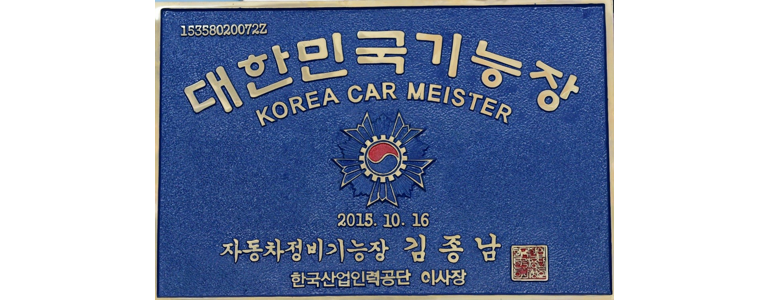 15358020072Z
대한민국기능장
KOREA CAR MEISTER
2015. 10. 16
자동차정비기능장 김종남
한국산업인력공단 이사장